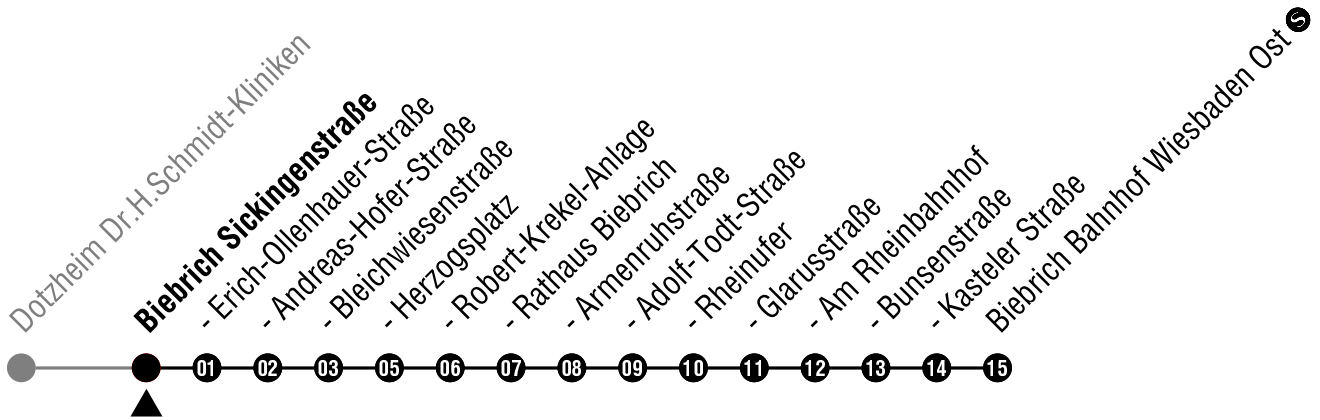 Dotzheim Dr.H.Schmidt-Kliniken
Biebrich Sickingenstraße
- Erich-Ollenhauer-Straße
- Andreas-Hofer-Straße
- Bleichwiesenstraße
- Herzogsplatz
- Robert-Krekel-Anlage
- Rathaus Biebrich
- Armenruhstraße
- Adolf-Todt-Straße
- Rheinufer
- Glarusstraße
- Am Rheinbahnhof
- Bunsenstraße
- Kasteler Straße
Biebrich Bahnhof Wiesbaden Ost S
01 02 03 05 06 07 08 09 10 11 12 13 14 15